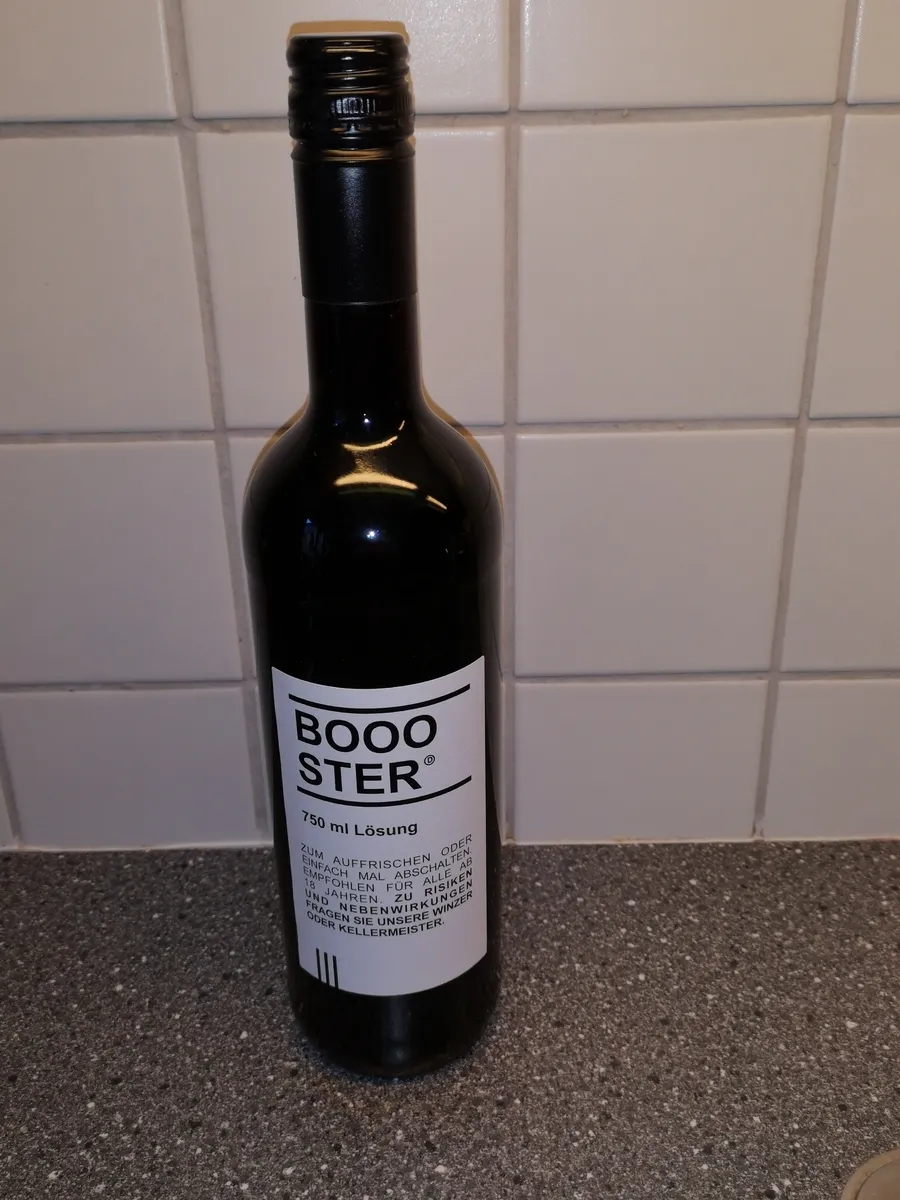 BOOO
STER®
750 ml Lösung
ZUM AUFFRISCHEN ODER
EINFACH MAL ABSCHALTEN.
EMPFOHLEN FÜR ALLE AB
18 JAHREN. ZU RISIKEN
UND NEBENWIRKUNGEN
FRAGEN SIE UNSERE WINZER
ODER KELLERMEISTER.